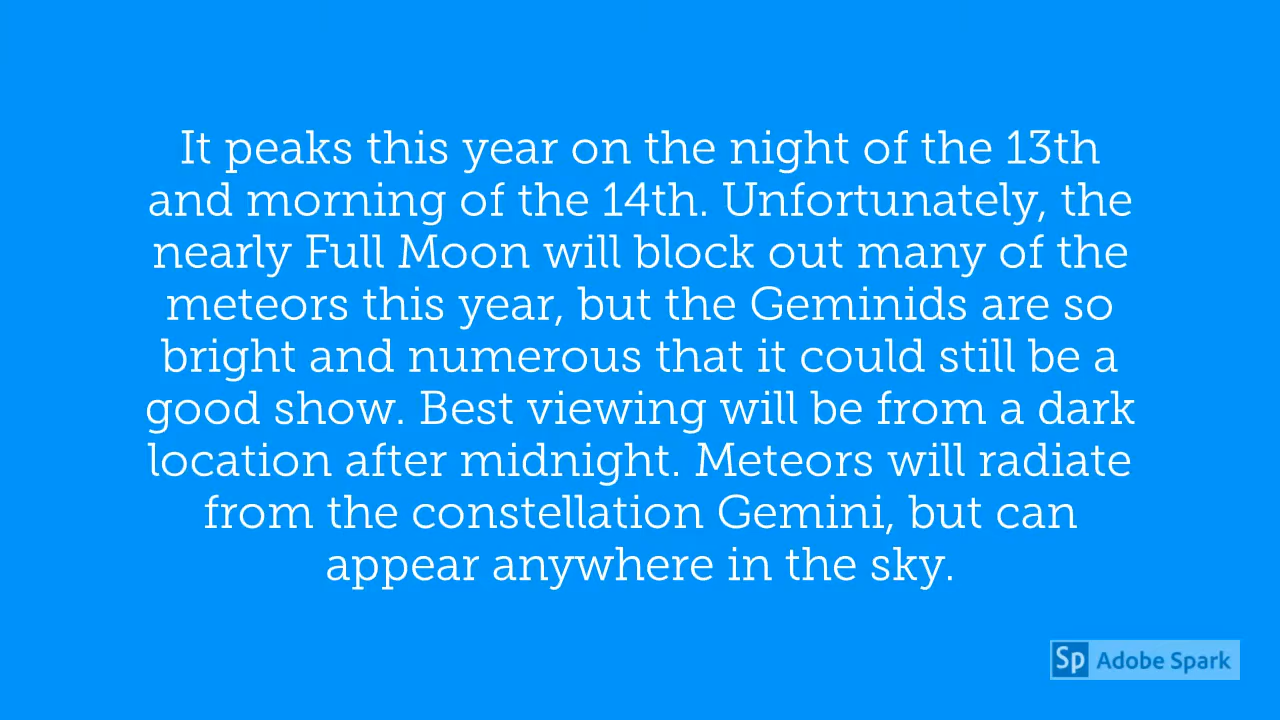 It peaks this year on the night of the 13th
and morning of the 14th. Unfortunately, the
nearly Full Moon will block out many of the
meteors this year, but the Geminids are so
bright and numerous that it could still be a
good show. Best viewing will be from a dark
location after midnight. Meteors will radiate
from the constellation Gemini, but can
appear anywhere in the sky.
Sp Adobe Spark